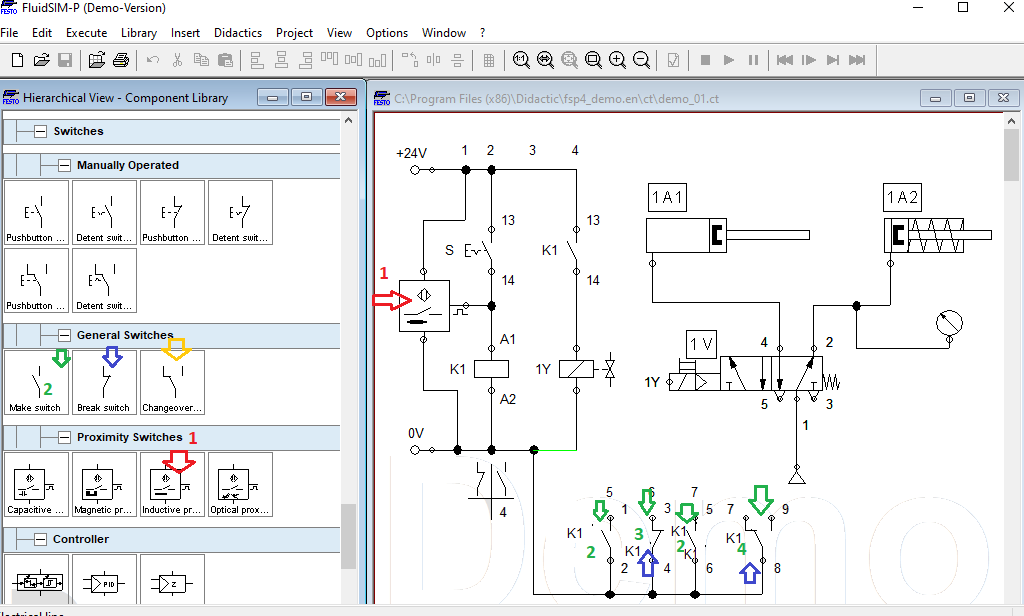 FluidSIM-P (Demo-Version)
FESTO
File Edit Execute Library Insert Didactics Project View Options Window ?
Hierarchical View - Component Library
FESTO
Switches
Manually Operated
Pushbutton ... Detent swit... Pushbutton ... Detent swit...
Pushbutton ... Detent swit...
General Switches
2
Make switch Break switch Changeover...
Proximity Switches 1
Capacitive ... Magnetic pr... Inductive pr... Optical prox...
Controller
PID
Z
FESTO
C:\Program Files (x86)\Didactic\fsp4_demo.en\ct\demo_01.ct
+24V 1 2 3 4
1A1 1A2
13 13
S K1
14 14
1
A1
K1 1Y
A2
0V
4
1V
4 2
1Y
5 3
1
5 6 7
1 3 5 7 9
K1 3 K1 K1
2 K1 2 K1 4
2 4 6 8
Demo